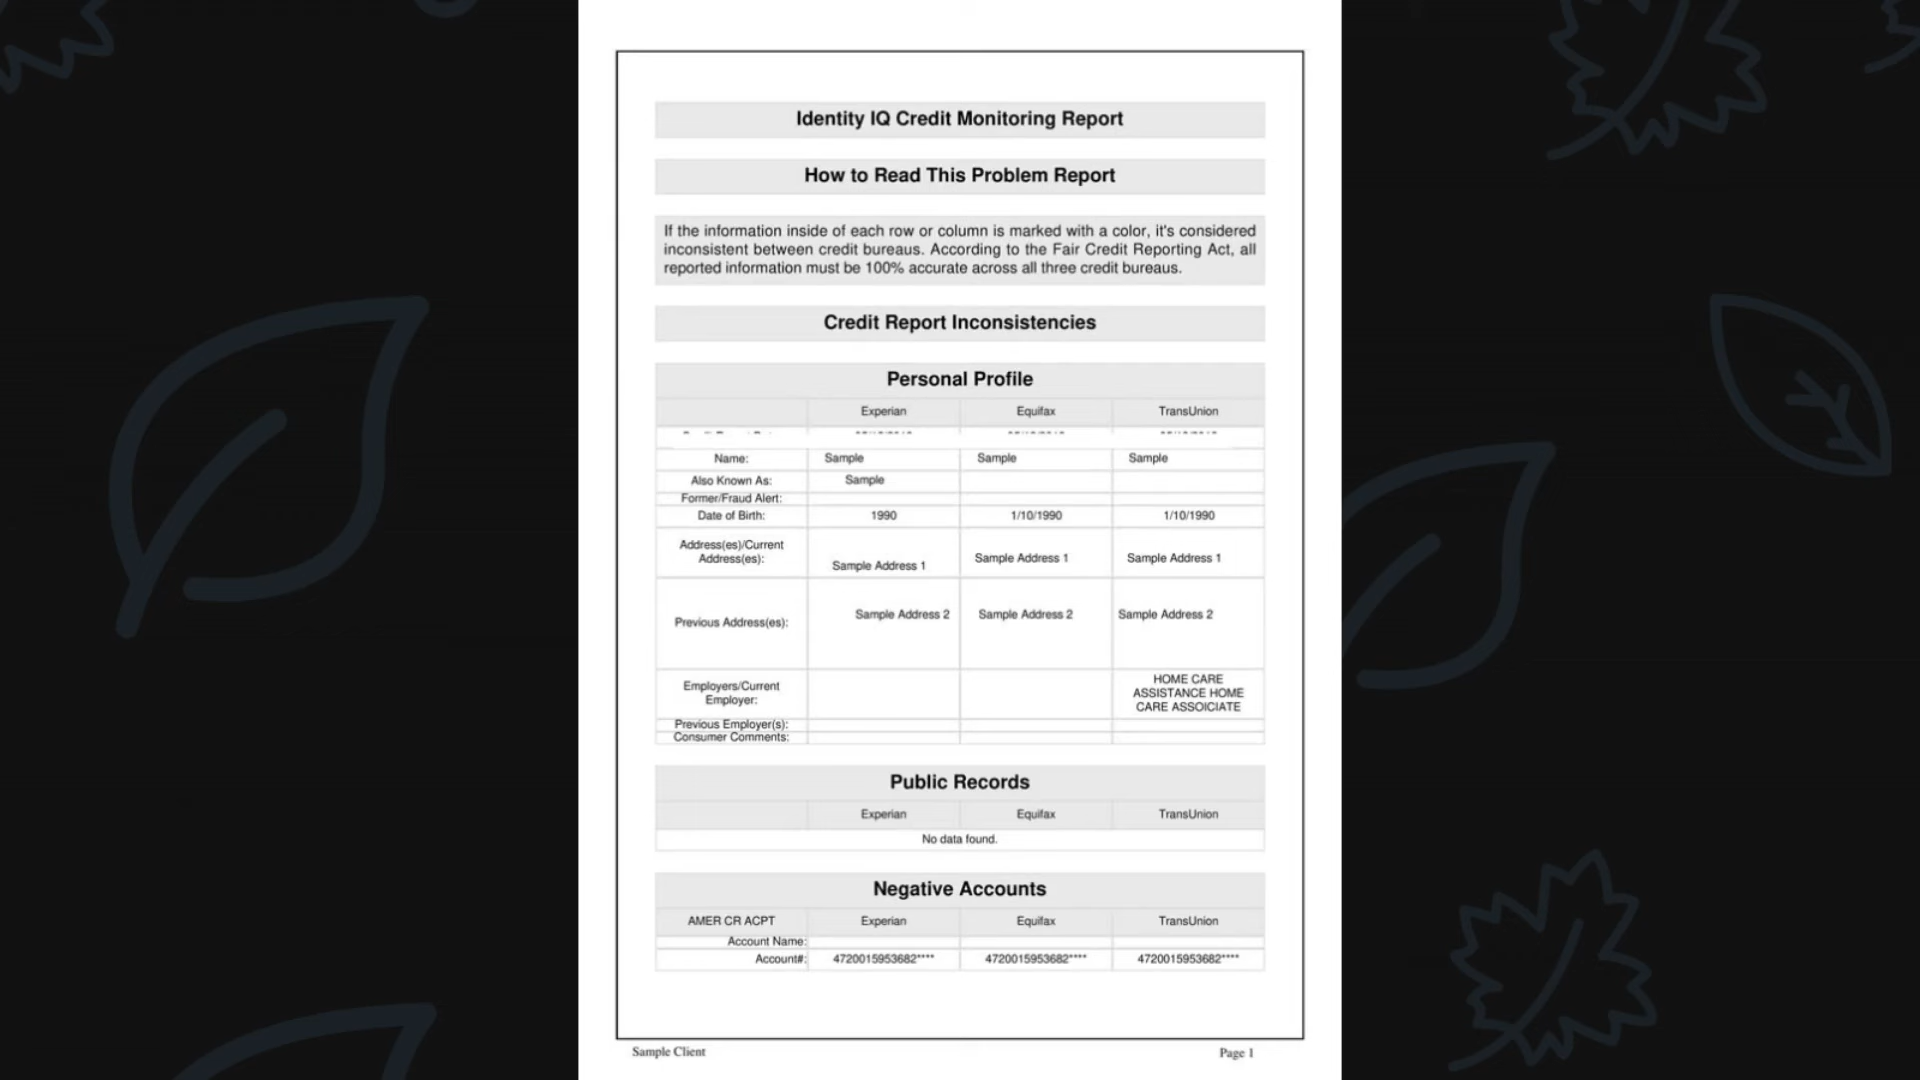 Identity IQ Credit Monitoring Report
How to Read This Problem Report
If the information inside of each row or column is marked with a color, it's considered
inconsistent between credit bureaus. According to the Fair Credit Reporting Act, all
reported information must be 100% accurate across all three credit bureaus.
Credit Report Inconsistencies
Personal Profile
Experian Equifax TransUnion
Name: Sample Sample Sample
Also Known As: Sample
Former/Fraud Alert:
Date of Birth: 1990 1/10/1990 1/10/1990
Address(es)/Current
Address(es): Sample Address 1 Sample Address 1 Sample Address 1
Previous Address(es): Sample Address 2 Sample Address 2 Sample Address 2
Employers/Current
Employer:
HOME CARE
ASSISTANCE HOME
CARE ASSOICIATE
Previous Employer(s):
Consumer Comments:
Public Records
Experian Equifax TransUnion
No data found.
Negative Accounts
AMER CR ACPT Experian Equifax TransUnion
Account Name:
Account#: 4720015953682**** 4720015953682**** 4720015953682****
Sample Client Page 1